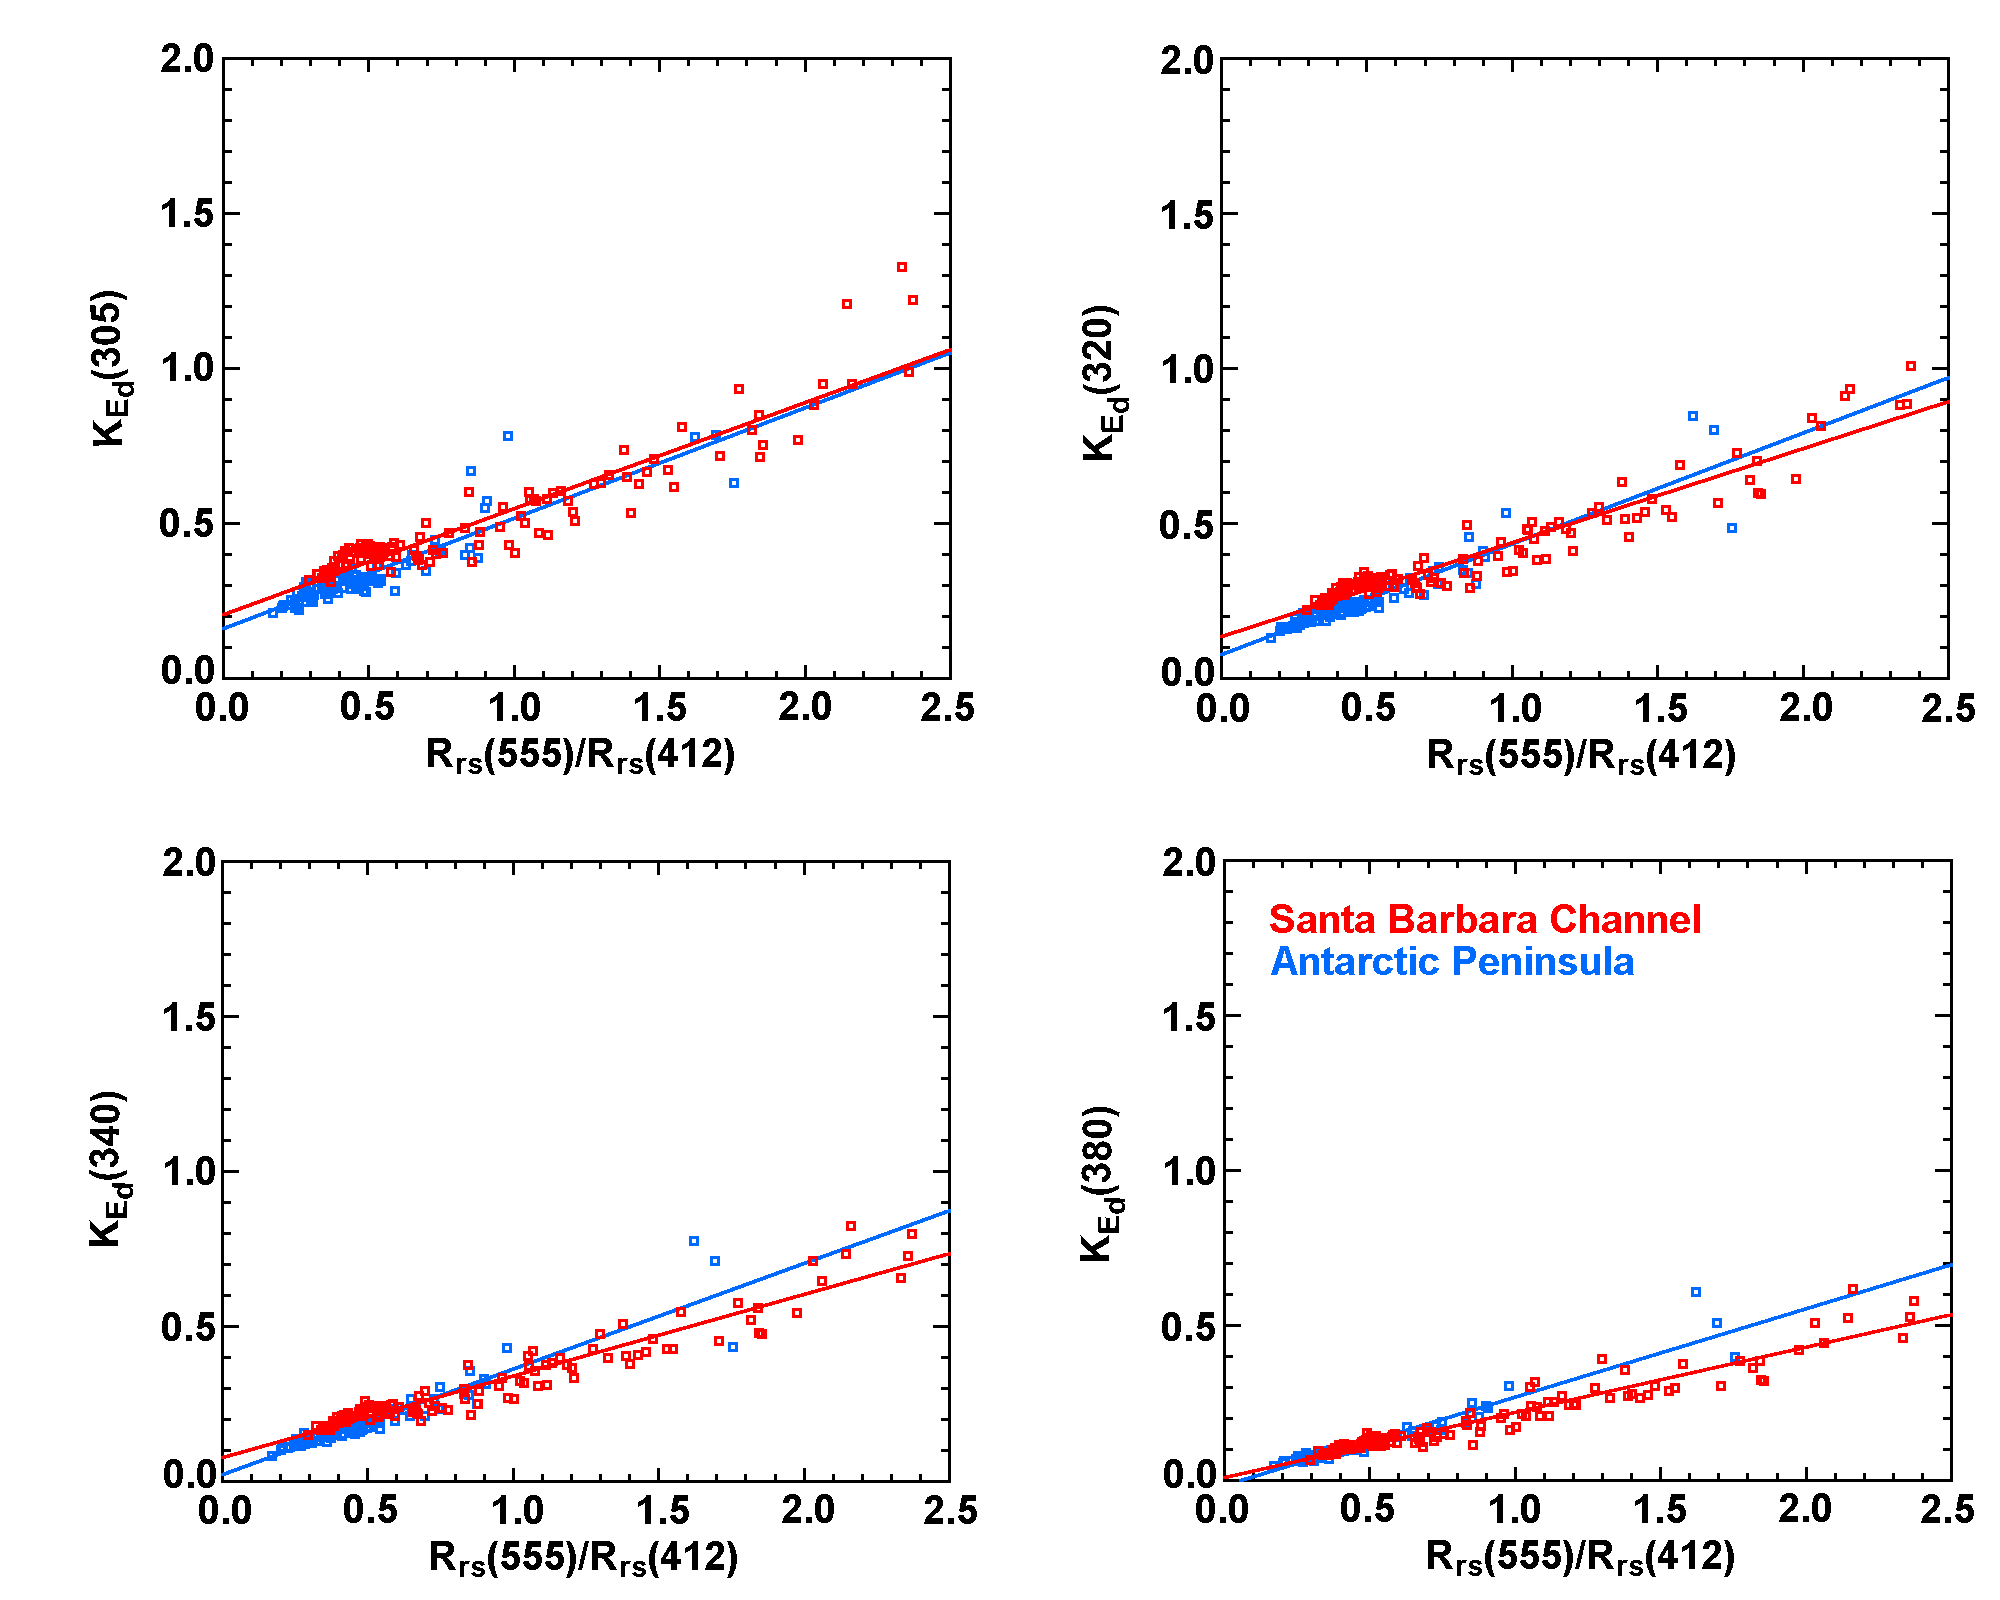 2.0
1.5
1.0
0.5
0.0
K_Ed(305)
0.0 0.5 1.0 1.5 2.0 2.5
Rrs(555)/Rrs(412)
2.0
1.5
1.0
0.5
0.0
K_Ed(320)
0.0 0.5 1.0 1.5 2.0 2.5
Rrs(555)/Rrs(412)
2.0
1.5
1.0
0.5
0.0
K_Ed(340)
0.0 0.5 1.0 1.5 2.0 2.5
Rrs(555)/Rrs(412)
2.0
1.5
1.0
0.5
0.0
K_Ed(380)
Santa Barbara Channel
Antarctic Peninsula
0.0 0.5 1.0 1.5 2.0 2.5
Rrs(555)/Rrs(412)